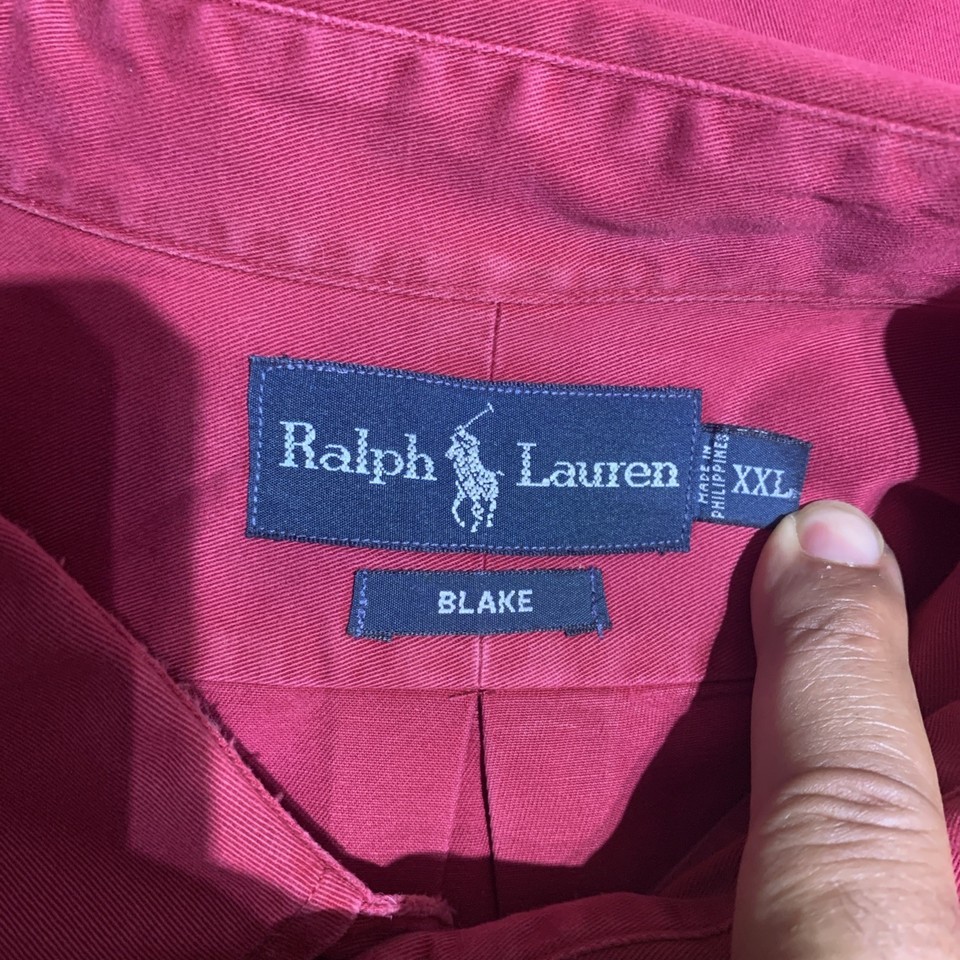 Ralph Lauren
MADE IN
PHILIPPINES
XXL
BLAKE